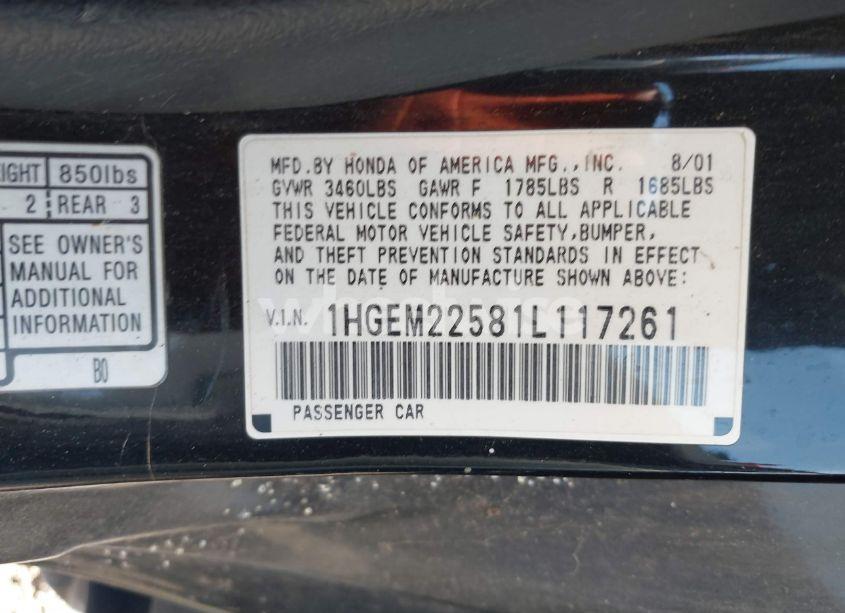 IGHT 850lbs
2 REAR 3
SEE OWNER'S
MANUAL FOR
ADDITIONAL
INFORMATION
B0
MFD.BY HONDA OF AMERICA MFG.,INC. 8/01
GVWR 3460LBS GAWR F 1785LBS R 1685LBS
THIS VEHICLE CONFORMS TO ALL APPLICABLE
FEDERAL MOTOR VEHICLE SAFETY,BUMPER,
AND THEFT PREVENTION STANDARDS IN EFFECT
ON THE DATE OF MANUFACTURE SHOWN ABOVE:
V.I.N. 1HGEM22581L117261
PASSENGER CAR